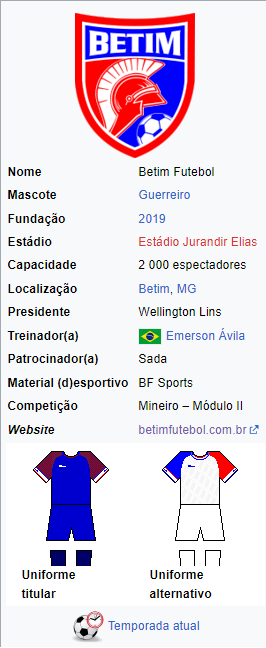 BETIM
Nome Betim Futebol
Mascote Guerreiro
Fundação 2019
Estádio Estádio Jurandir Elias
Capacidade 2 000 espectadores
Localização Betim, MG
Presidente Wellington Lins
Treinador(a) Emerson Ávila
Patrocinador(a) Sada
Material (d)esportivo BF Sports
Competição Mineiro – Módulo II
Website betimfutebol.com.br
Uniforme titular
Uniforme alternativo
Temporada atual